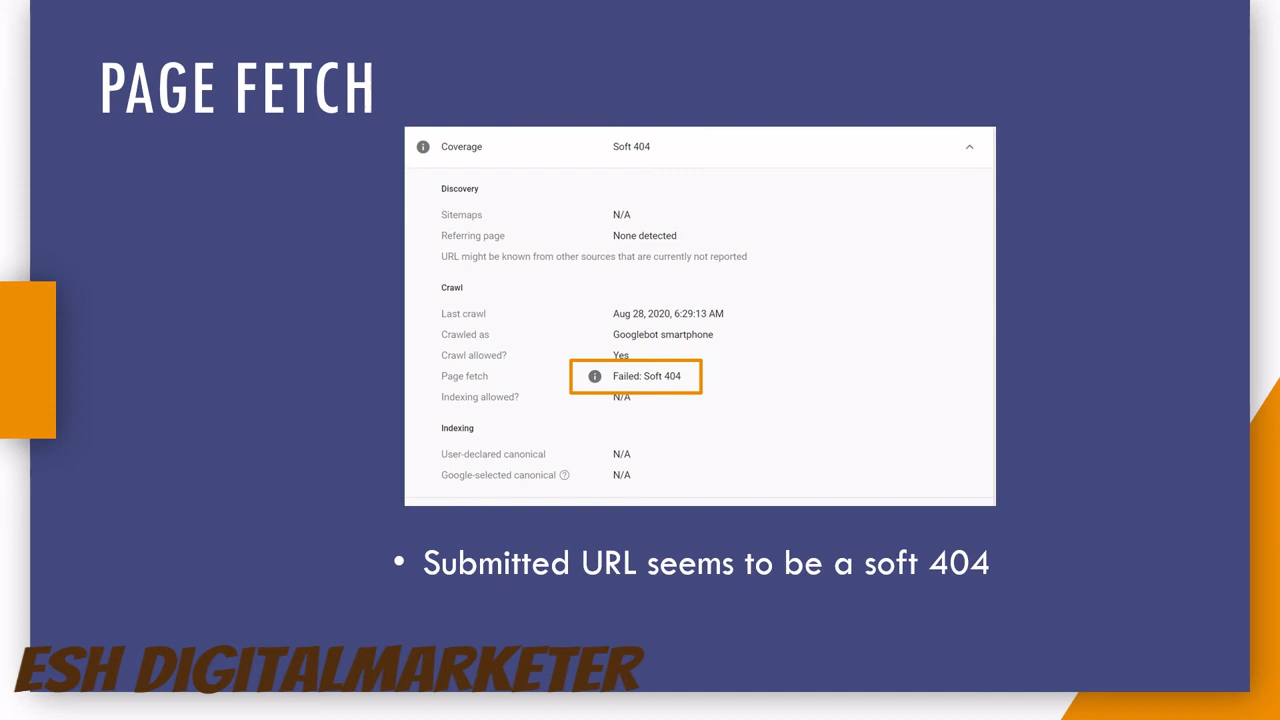 PAGE FETCH
Coverage Soft 404
Discovery
Sitemaps N/A
Referring page None detected
URL might be known from other sources that are currently not reported
Crawl
Last crawl Aug 28, 2020, 6:29:13 AM
Crawled as Googlebot smartphone
Crawl allowed? Yes
Page fetch Failed: Soft 404
Indexing allowed? N/A
Indexing
User-declared canonical N/A
Google-selected canonical N/A
• Submitted URL seems to be a soft 404
ESH DIGITALMARKETER